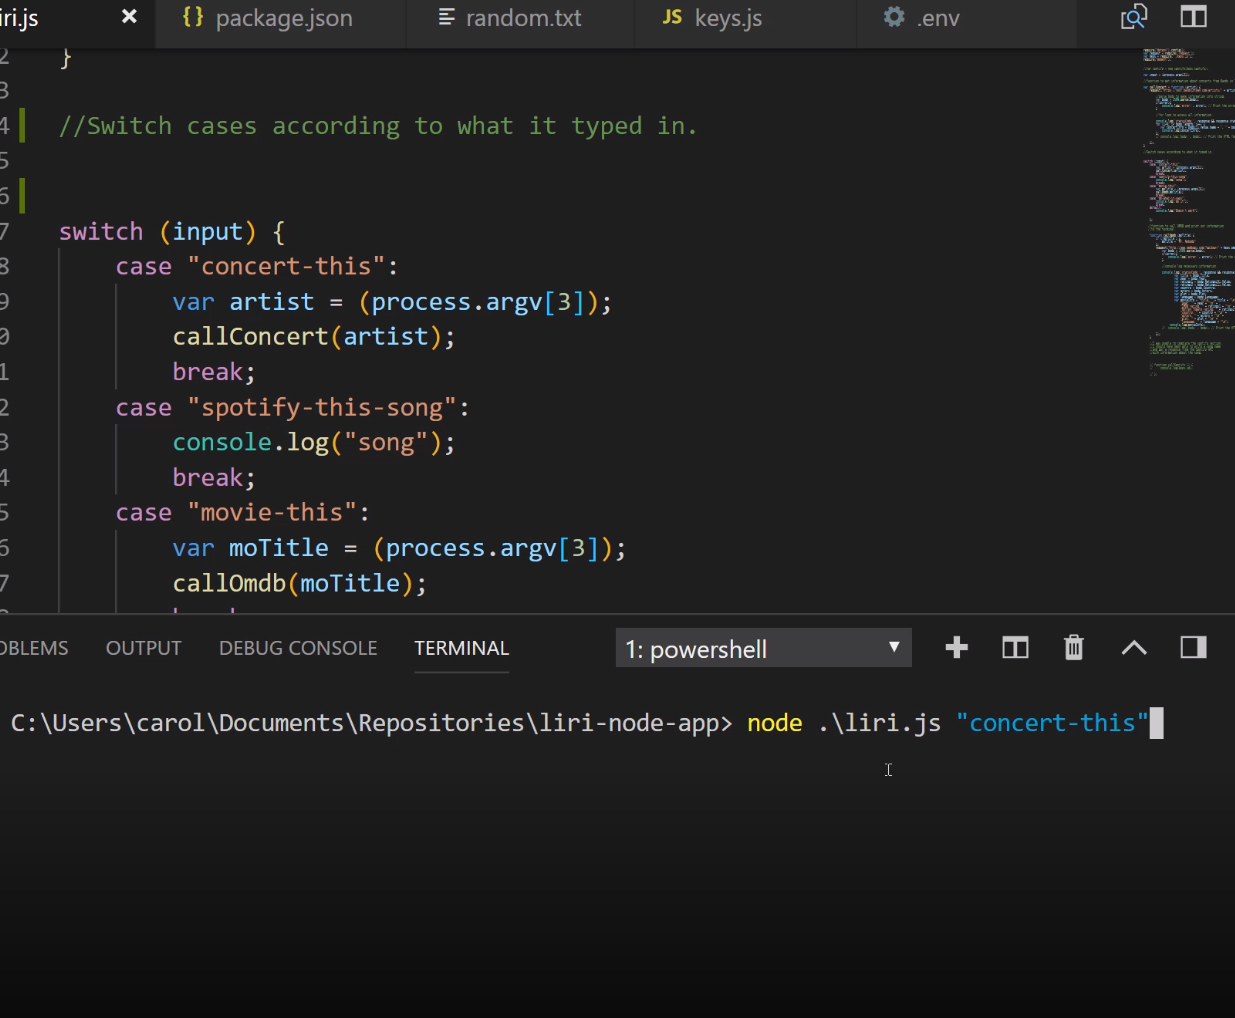 iri.js × {} package.json random.txt JS keys.js .env
2 }
3
4 //Switch cases according to what it typed in.
5
6
7 switch (input) {
8 case "concert-this":
9 var artist = (process.argv[3]);
0 callConcert(artist);
1 break;
2 case "spotify-this-song":
3 console.log("song");
4 break;
5 case "movie-this":
6 var moTitle = (process.argv[3]);
7 callOmdb(moTitle);
OBLEMS OUTPUT DEBUG CONSOLE TERMINAL 1: powershell
C:\Users\carol\Documents\Repositories\liri-node-app> node .\liri.js "concert-this"